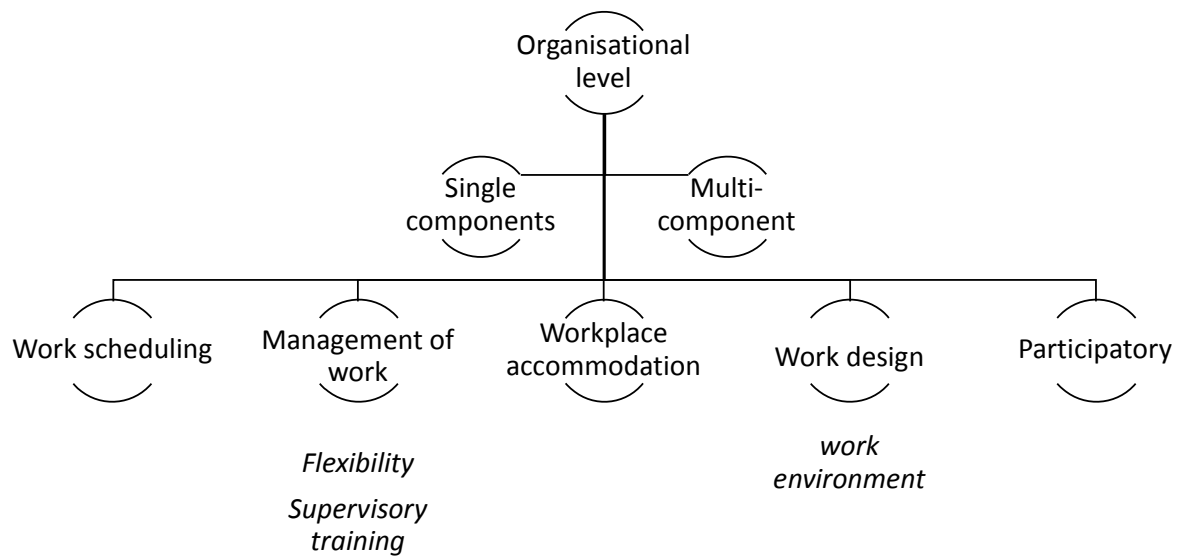 Organisational
level
Single
components
Multi-
component
Work scheduling
Management of
work
Workplace
accommodation
Work design
Participatory
Flexibility
Supervisory
training
work
environment